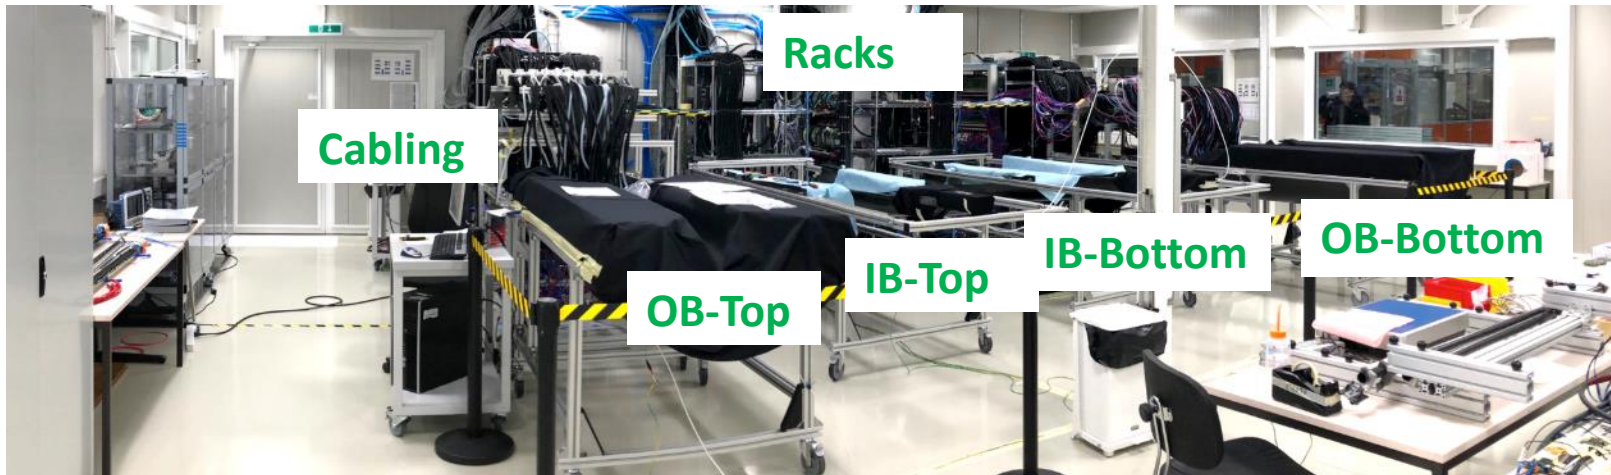 Racks
Cabling
OB-Top
IB-Top
IB-Bottom
OB-Bottom